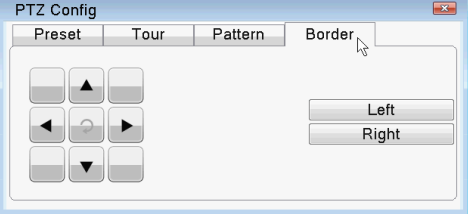 PTZ Config
Preset Tour Pattern Border
Left
Right